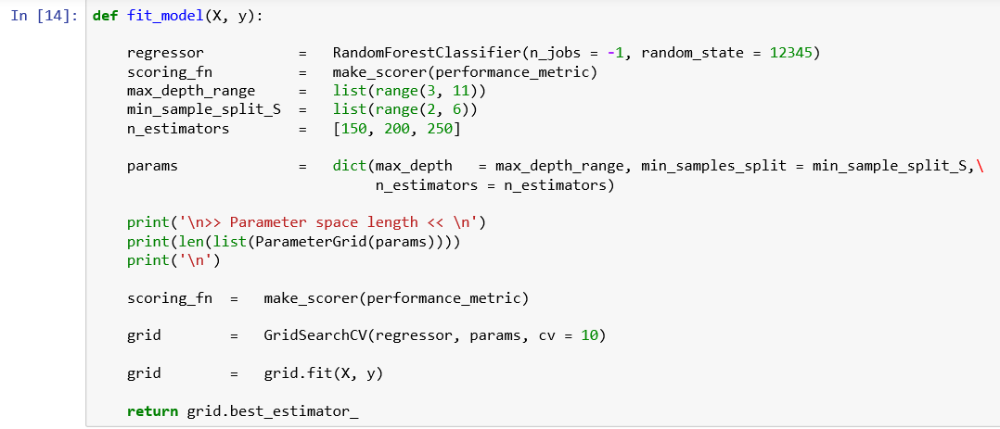 In [14]: def fit_model(X, y):
regressor = RandomForestClassifier(n_jobs = -1, random_state = 12345)
scoring_fn = make_scorer(performance_metric)
max_depth_range = list(range(3, 11))
min_sample_split_S = list(range(2, 6))
n_estimators = [150, 200, 250]
params = dict(max_depth = max_depth_range, min_samples_split = min_sample_split_S,\
n_estimators = n_estimators)
print('\n>> Parameter space length << \n')
print(len(list(ParameterGrid(params))))
print('\n')
scoring_fn = make_scorer(performance_metric)
grid = GridSearchCV(regressor, params, cv = 10)
grid = grid.fit(X, y)
return grid.best_estimator_